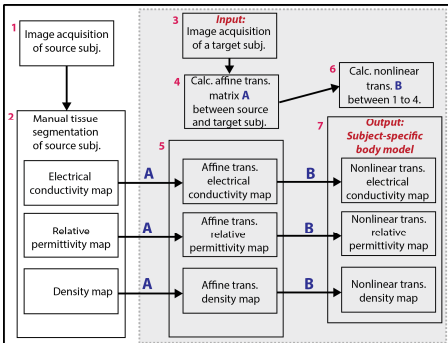 1
Image acquisition
of source subj.
3
Input:
Image acquisition
of a target subj.
4
Calc. affine trans.
matrix A
between source
and target subj.
6
Calc. nonlinear
trans. B
between 1 to 4.
2
Manual tissue
segmentation
of source subj.
Electrical
conductivity map
Relative
permittivity map
Density map
A
A
A
5
Affine trans.
electrical
conductivity map
Affine trans.
relative
permittivity map
Affine trans.
density map
B
B
B
7
Output:
Subject-specific
body model
Nonlinear trans.
electrical
conductivity map
Nonlinear trans.
relative
permittivity map
Nonlinear trans.
density map